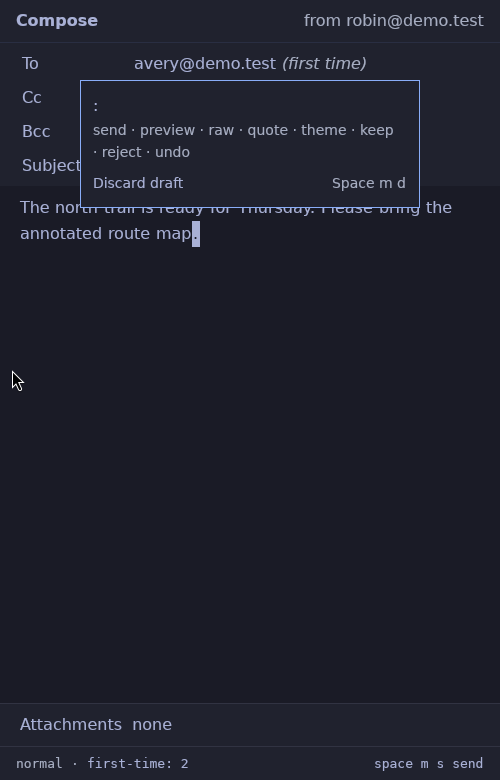 Compose from robin@demo.test
To avery@demo.test (first time)
Cc
:
send · preview · raw · quote · theme · keep
Bcc
· reject · undo
Subject
Discard draft Space m d
The north trail is ready for Thursday. Please bring the
annotated route map.
Attachments none
normal · first-time: 2 space m s send